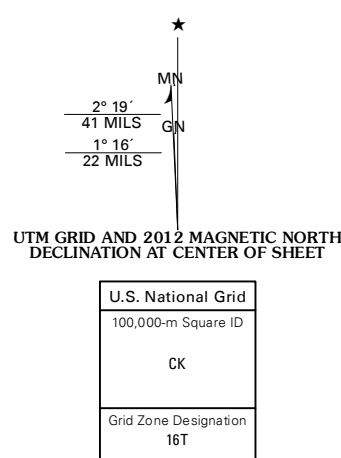 ★
MN
2° 19´
41 MILS
GN
1° 16´
22 MILS
UTM GRID AND 2012 MAGNETIC NORTH
DECLINATION AT CENTER OF SHEET
U.S. National Grid
100,000-m Square ID
CK
Grid Zone Designation
16T